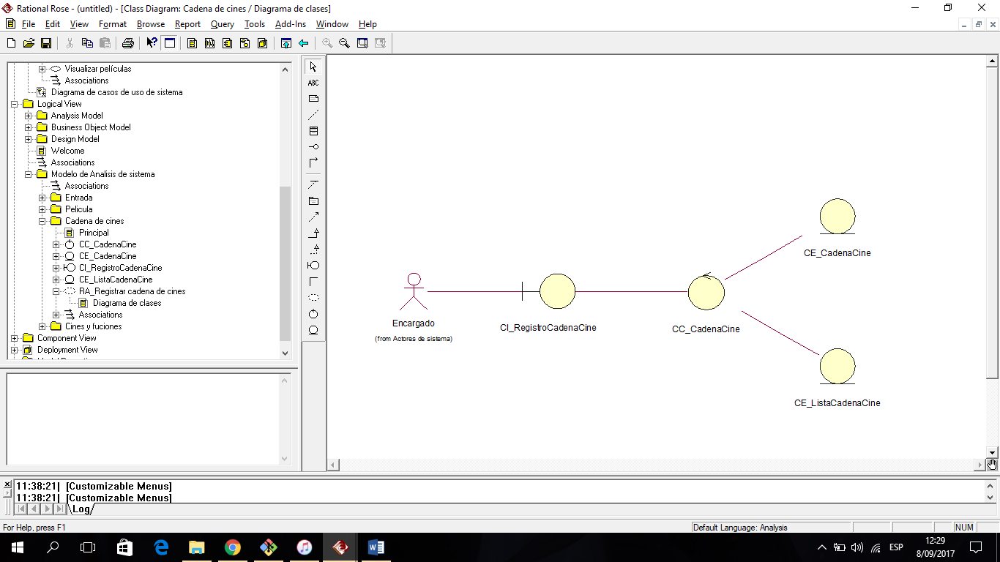 Rational Rose - (untitled) - [Class Diagram: Cadena de cines / Diagrama de clases]
File Edit View Format Browse Report Query Tools Add-Ins Window Help
Visualizar películas
Associations
Diagrama de casos de uso de sistema
Logical View
Analysis Model
Business Object Model
Design Model
Welcome
Associations
Modelo de Analisis de sistema
Associations
Entrada
Pelicula
Cadena de cines
Principal
CC_CadenaCine
CE_CadenaCine
CI_RegistroCadenaCine
CE_ListaCadenaCine
RA_Registrar cadena de cines
Diagrama de clases
Associations
Cines y fuciones
Component View
Deployment View
ABC
CE_CadenaCine
Encargado
(from Actores de sistema)
CI_RegistroCadenaCine
CC_CadenaCine
CE_ListaCadenaCine
11:38:21| [Customizable Menus]
11:38:21| [Customizable Menus]
Log
For Help, press F1
Default Language: Analysis
NUM
ESP
12:29
8/09/2017